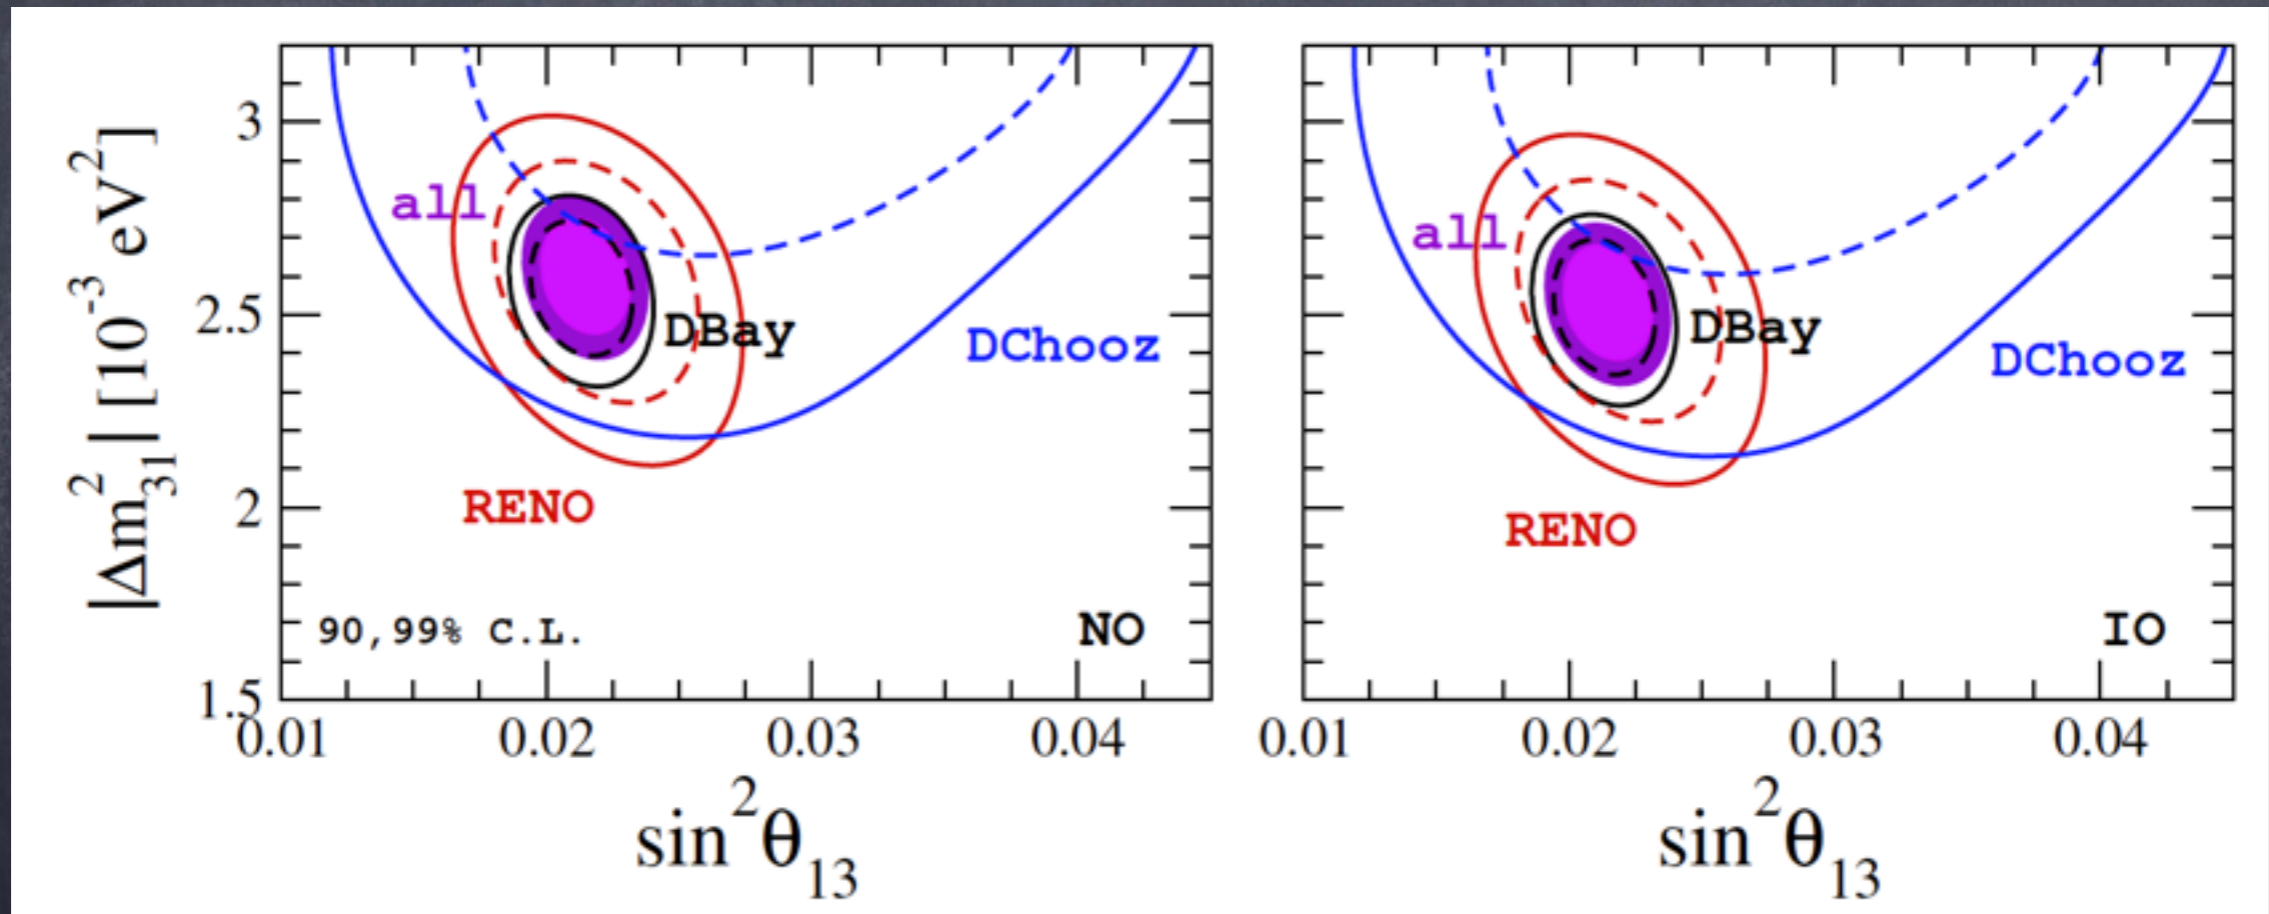 |Δm²₃₁| [10⁻³ eV²]
3
2.5
2
1.5
all
DBay
DChooz
RENO
90,99% C.L.
NO
0.01 0.02 0.03 0.04
sin²θ₁₃
all
DBay
DChooz
RENO
IO
0.01 0.02 0.03 0.04
sin²θ₁₃